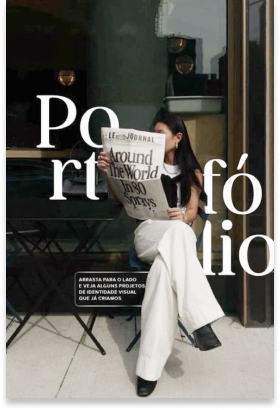 Po
rt
fó
lio
LE JOURNAL
Around
The World
In 80
Sprays
ARRASTA PARA O LADO
E VEJA ALGUNS PROJETOS
DE IDENTIDADE VISUAL
QUE JÁ CRIAMOS